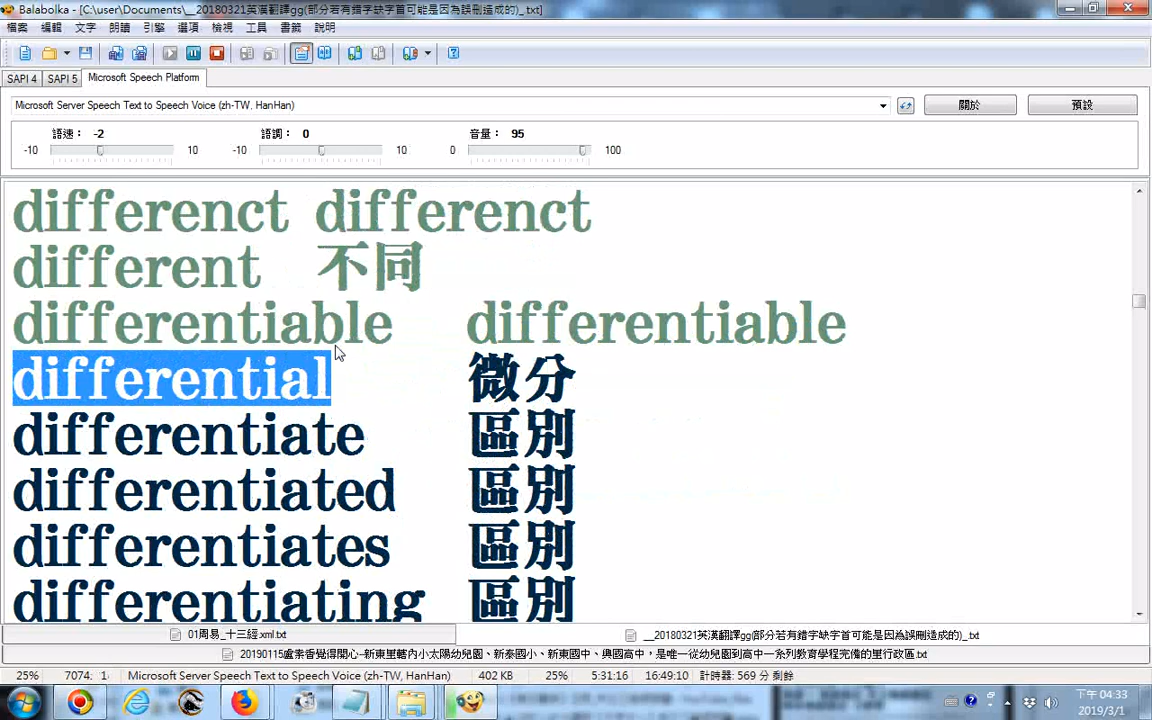 Balabolka - [C:\user\Documents\__20180321英漢翻譯gg(部分若有錯字缺字首可能是因為誤刪造成的)_.txt]
檔案 編輯 文字 朗讀 引擎 選項 檢視 工具 書籤 說明
SAPI 4 SAPI 5 Microsoft Speech Platform
Microsoft Server Speech Text to Speech Voice (zh-TW, HanHan) 關於 預設
語速： -2 語調： 0 音量： 95
-10 10 -10 10 0 100
differenct differenct
different 不同
differentiable differentiable
differential 微分
differentiate 區別
differentiated 區別
differentiates 區別
differentiating 區別
01周易_十三經.xml.txt __20180321英漢翻譯gg(部分若有錯字缺字首可能是因為誤刪造成的)_.txt
20190115盧素香覺得開心-新東里轄內小太陽幼兒園、新泰國小、新東國中、興國高中，是唯一從幼兒園到高中一系列教育學程完備的里行政區.txt
25% 7074: 1 Microsoft Server Speech Text to Speech Voice (zh-TW, HanHan) 402 KB 25% 5:31:16 16:49:10 計時器: 569 分 剩餘
下午 04:33
2019/3/1